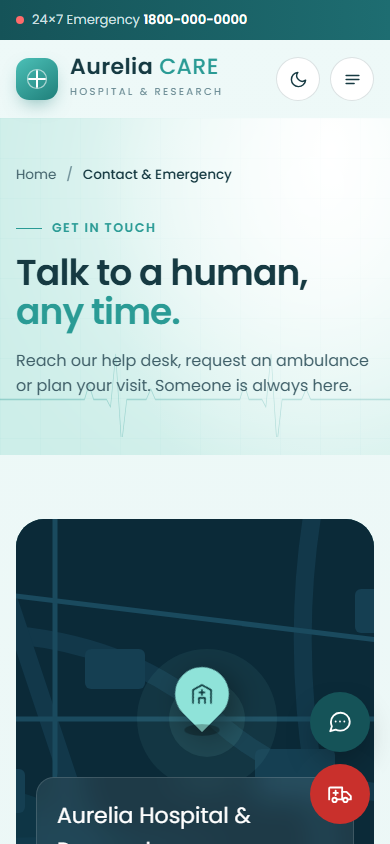 24×7 Emergency 1800-000-0000
Aurelia CARE
HOSPITAL & RESEARCH
Home / Contact & Emergency
GET IN TOUCH
Talk to a human,
any time.
Reach our help desk, request an ambulance
or plan your visit. Someone is always here.
Aurelia Hospital &